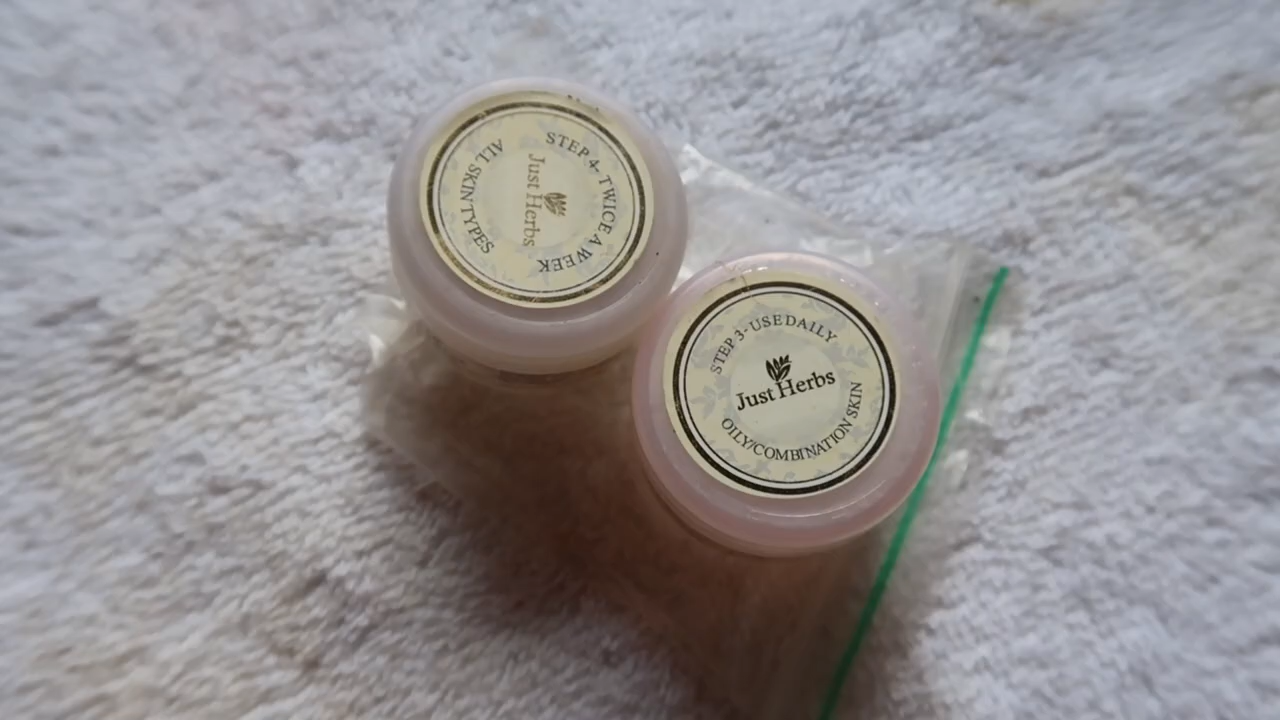 STEP 4- TWICE A WEEK
Just Herbs
ALL SKIN TYPES
STEP 3- USE DAILY
Just Herbs
OILY/COMBINATION SKIN